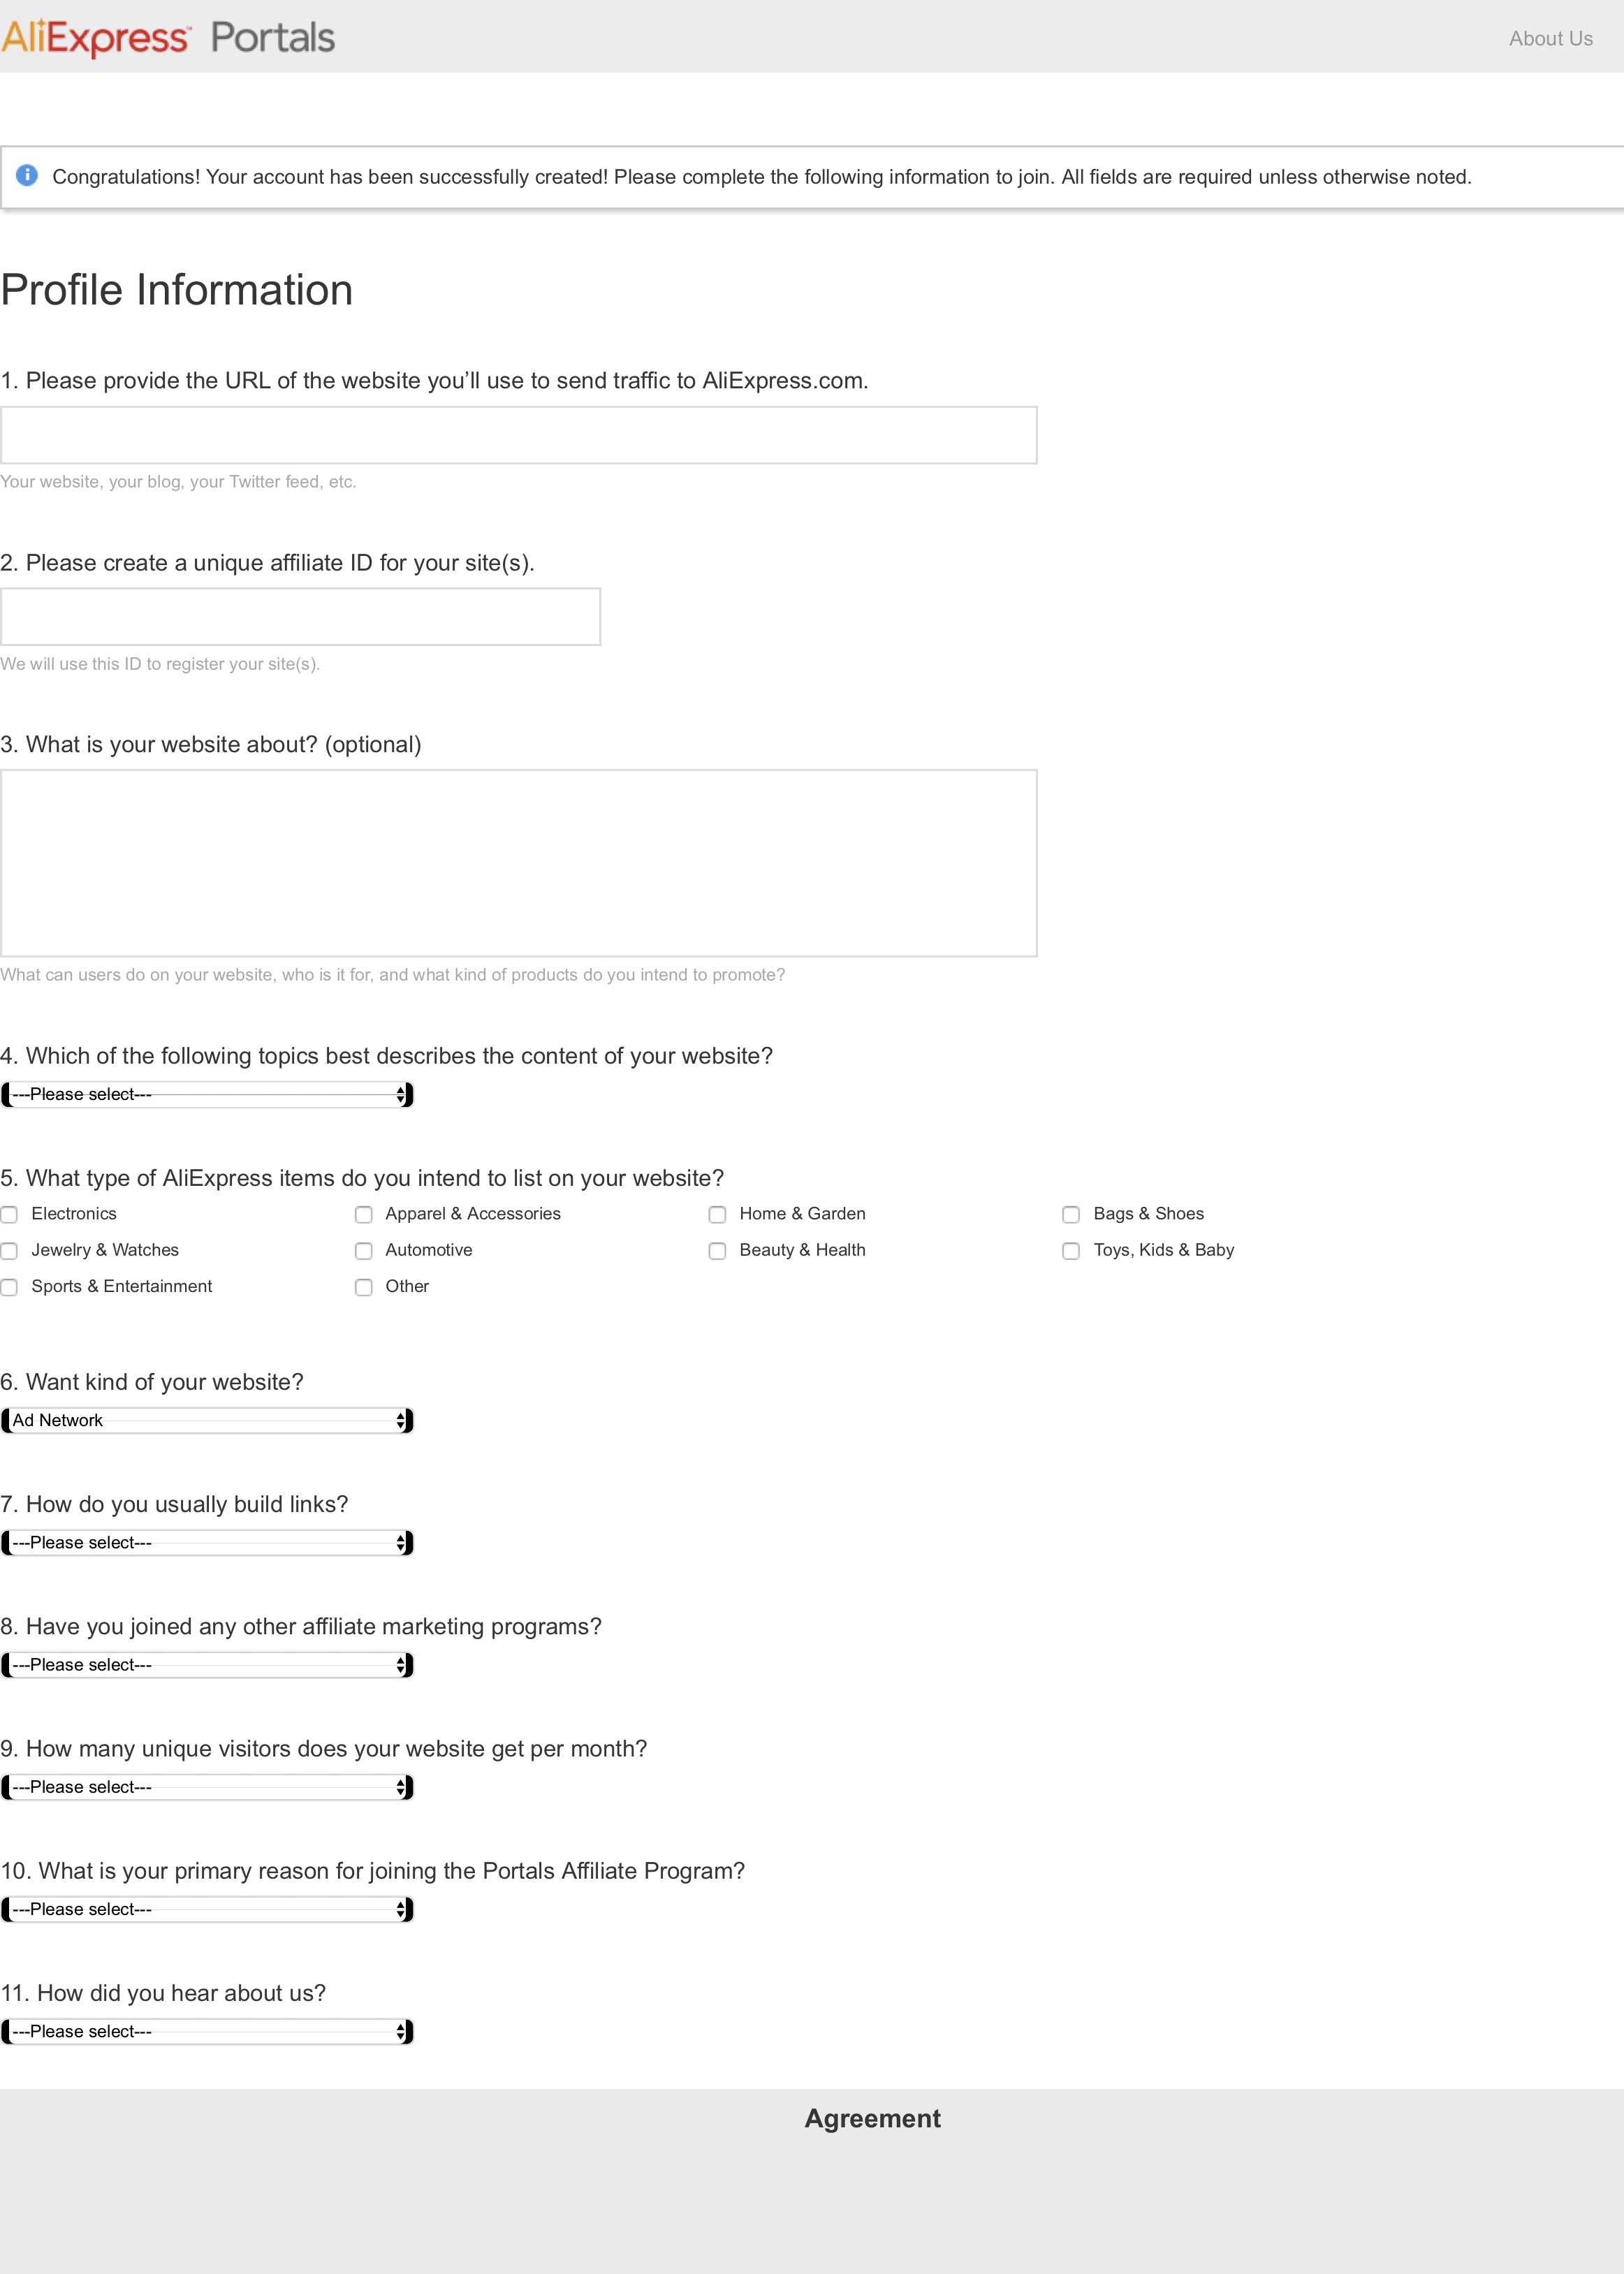 AliExpress™ Portals
About Us
Congratulations! Your account has been successfully created! Please complete the following information to join. All fields are required unless otherwise noted.
Profile Information
1. Please provide the URL of the website you’ll use to send traffic to AliExpress.com.
Your website, your blog, your Twitter feed, etc.
2. Please create a unique affiliate ID for your site(s).
We will use this ID to register your site(s).
3. What is your website about? (optional)
What can users do on your website, who is it for, and what kind of products do you intend to promote?
4. Which of the following topics best describes the content of your website?
---Please select---
5. What type of AliExpress items do you intend to list on your website?
Electronics Apparel & Accessories Home & Garden Bags & Shoes
Jewelry & Watches Automotive Beauty & Health Toys, Kids & Baby
Sports & Entertainment Other
6. Want kind of your website?
Ad Network
7. How do you usually build links?
---Please select---
8. Have you joined any other affiliate marketing programs?
---Please select---
9. How many unique visitors does your website get per month?
---Please select---
10. What is your primary reason for joining the Portals Affiliate Program?
---Please select---
11. How did you hear about us?
---Please select---
Agreement